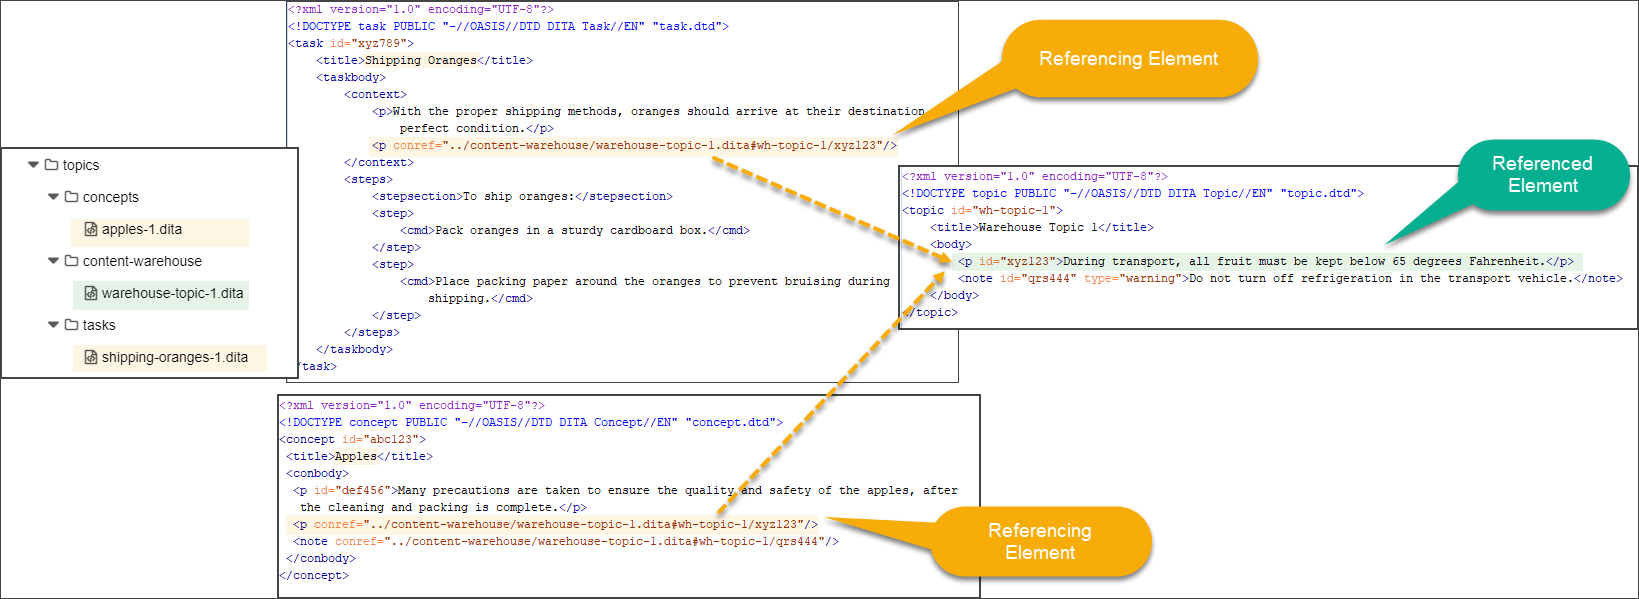 topics
concepts
apples-1.dita
content-warehouse
warehouse-topic-1.dita
tasks
shipping-oranges-1.dita
<?xml version="1.0" encoding="UTF-8"?>
<!DOCTYPE task PUBLIC "-//OASIS//DTD DITA Task//EN" "task.dtd">
<task id="xyz789">
<title>Shipping Oranges</title>
<taskbody>
<context>
<p>With the proper shipping methods, oranges should arrive at their destination
perfect condition.</p>
<p conref="../content-warehouse/warehouse-topic-1.dita#wh-topic-1/xyz123"/>
</context>
<steps>
<stepsection>To ship oranges:</stepsection>
<step>
<cmd>Pack oranges in a sturdy cardboard box.</cmd>
</step>
<step>
<cmd>Place packing paper around the oranges to prevent bruising during
shipping.</cmd>
</step>
</steps>
</taskbody>
/task>
Referencing Element
<?xml version="1.0" encoding="UTF-8"?>
<!DOCTYPE topic PUBLIC "-//OASIS//DTD DITA Topic//EN" "topic.dtd">
<topic id="wh-topic-1">
<title>Warehouse Topic 1</title>
<body>
<p id="xyz123">During transport, all fruit must be kept below 65 degrees Fahrenheit.</p>
<note id="qrs444" type="warning">Do not turn off refrigeration in the transport vehicle.</note>
</body>
</topic>
Referenced
Element
<?xml version="1.0" encoding="UTF-8"?>
<!DOCTYPE concept PUBLIC "-//OASIS//DTD DITA Concept//EN" "concept.dtd">
<concept id="abc123">
<title>Apples</title>
<conbody>
<p id="def456">Many precautions are taken to ensure the quality and safety of the apples, after
the cleaning and packing is complete.</p>
<p conref="../content-warehouse/warehouse-topic-1.dita#wh-topic-1/xyz123"/>
<note conref="../content-warehouse/warehouse-topic-1.dita#wh-topic-1/qrs444"/>
</conbody>
</concept>
Referencing
Element